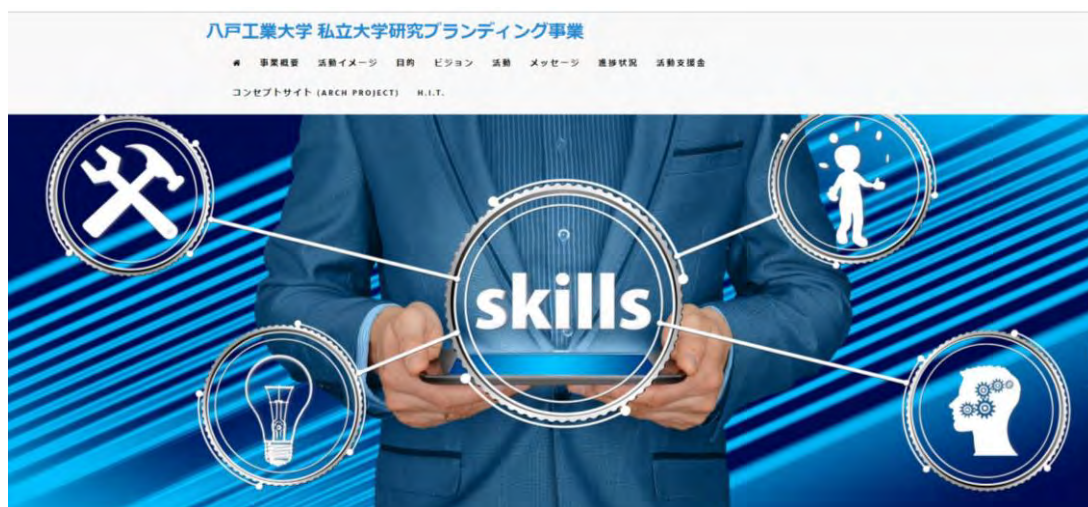 八戸工業大学 私立大学研究ブランディング事業
事業概要 活動イメージ 目的 ビジョン 活動 メッセージ 進捗状況 活動支援金
コンセプトサイト (ARCH PROJECT) H.I.T.
skills